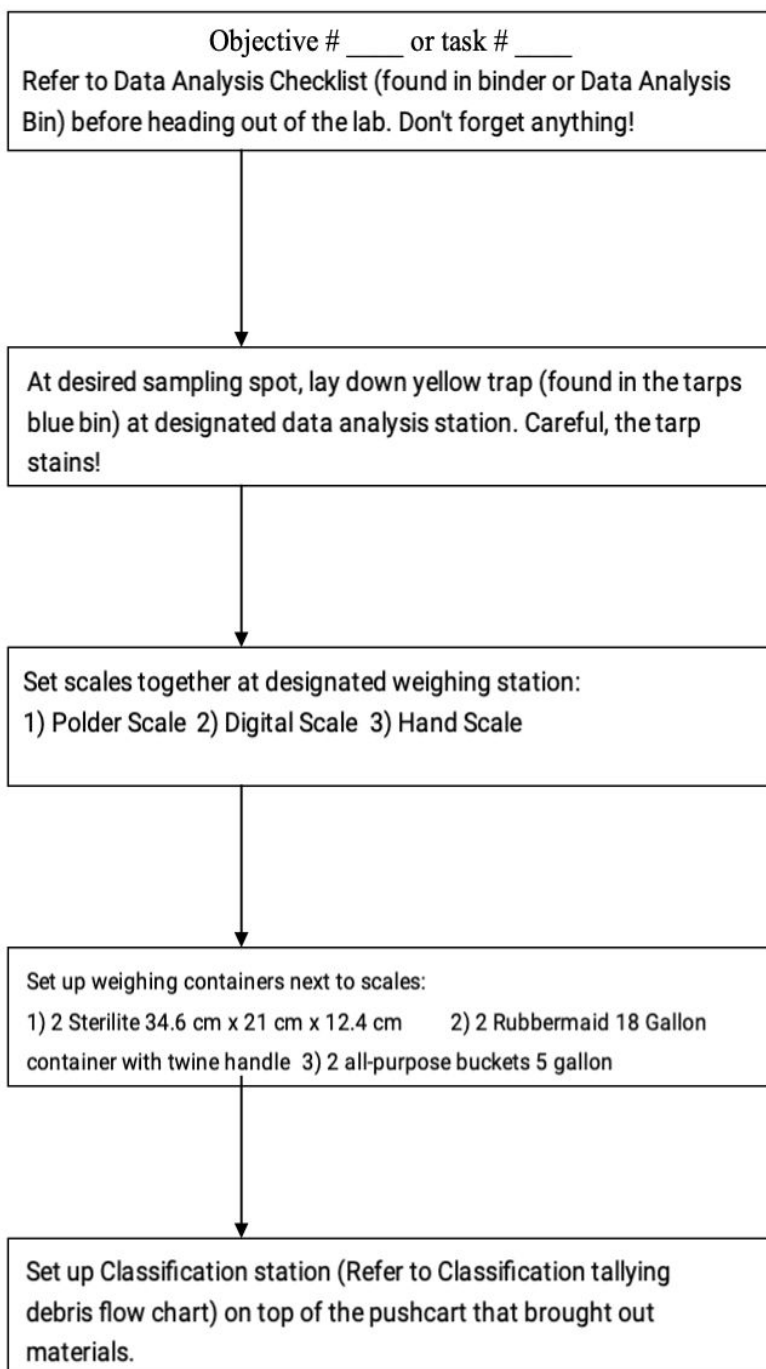 Objective # ____ or task # ____
Refer to Data Analysis Checklist (found in binder or Data Analysis
Bin) before heading out of the lab. Don't forget anything!
At desired sampling spot, lay down yellow trap (found in the tarps
blue bin) at designated data analysis station. Careful, the tarp
stains!
Set scales together at designated weighing station:
1) Polder Scale 2) Digital Scale 3) Hand Scale
Set up weighing containers next to scales:
1) 2 Sterilite 34.6 cm x 21 cm x 12.4 cm 2) 2 Rubbermaid 18 Gallon
container with twine handle 3) 2 all-purpose buckets 5 gallon
Set up Classification station (Refer to Classification tallying
debris flow chart) on top of the pushcart that brought out
materials.